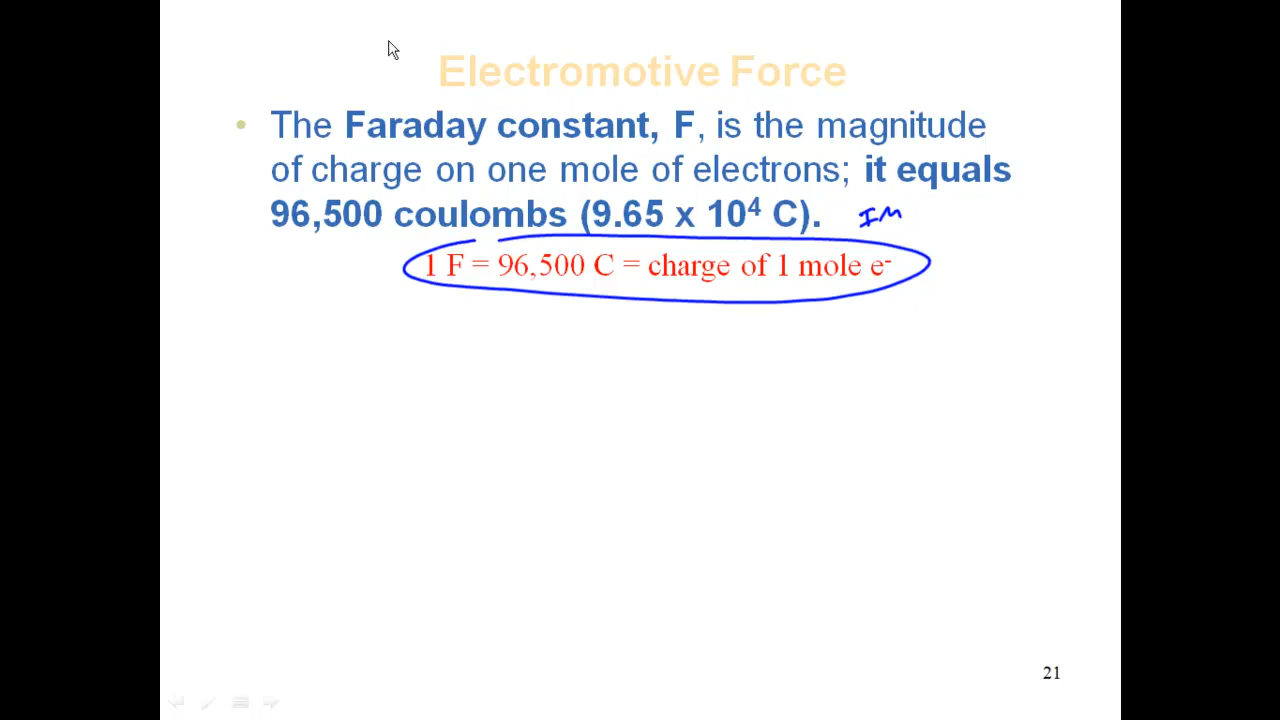 Electromotive Force
• The Faraday constant, F, is the magnitude
of charge on one mole of electrons; it equals
96,500 coulombs (9.65 x 10⁴ C). IM
1 F = 96,500 C = charge of 1 mole e⁻
21